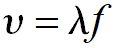 υ = λf